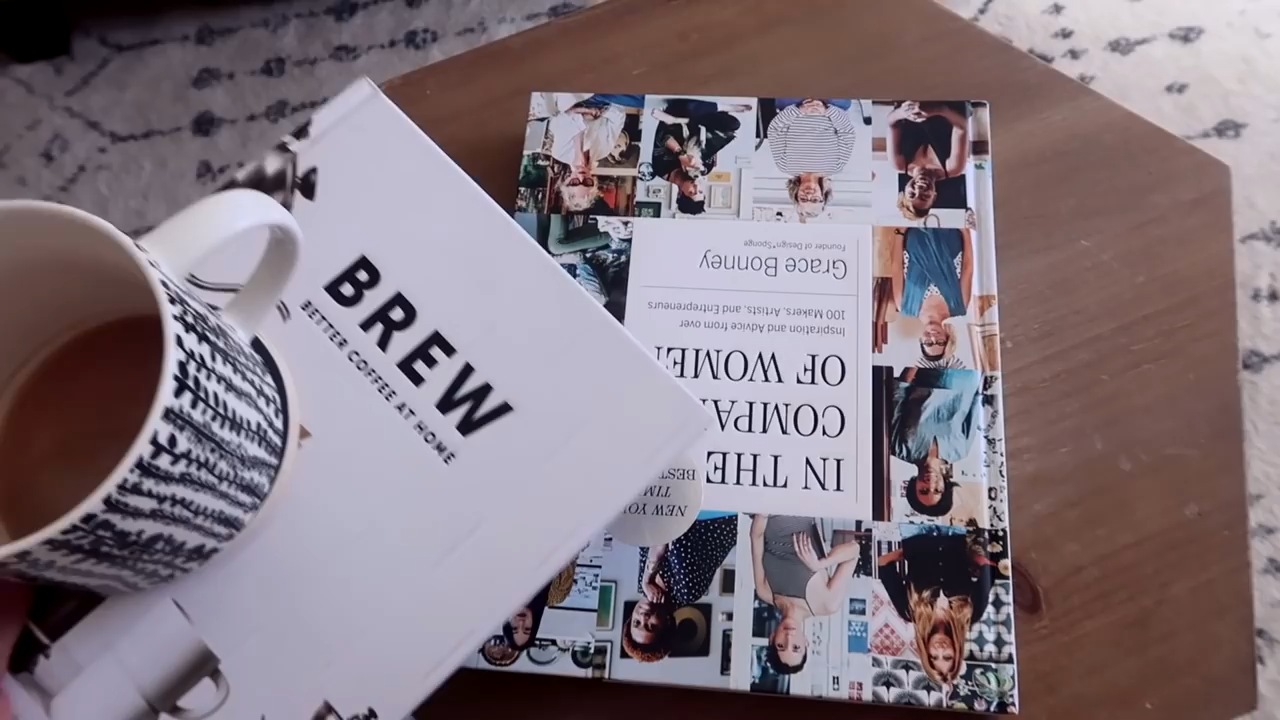 BREW
BETTER COFFEE AT HOME
IN THE
COMPA
OF WOME
Inspiration and Advice from over
100 Makers, Artists, and Entrepreneurs
Grace Bonney
Founder of Design*Sponge
NEW YO
TIM
BEST